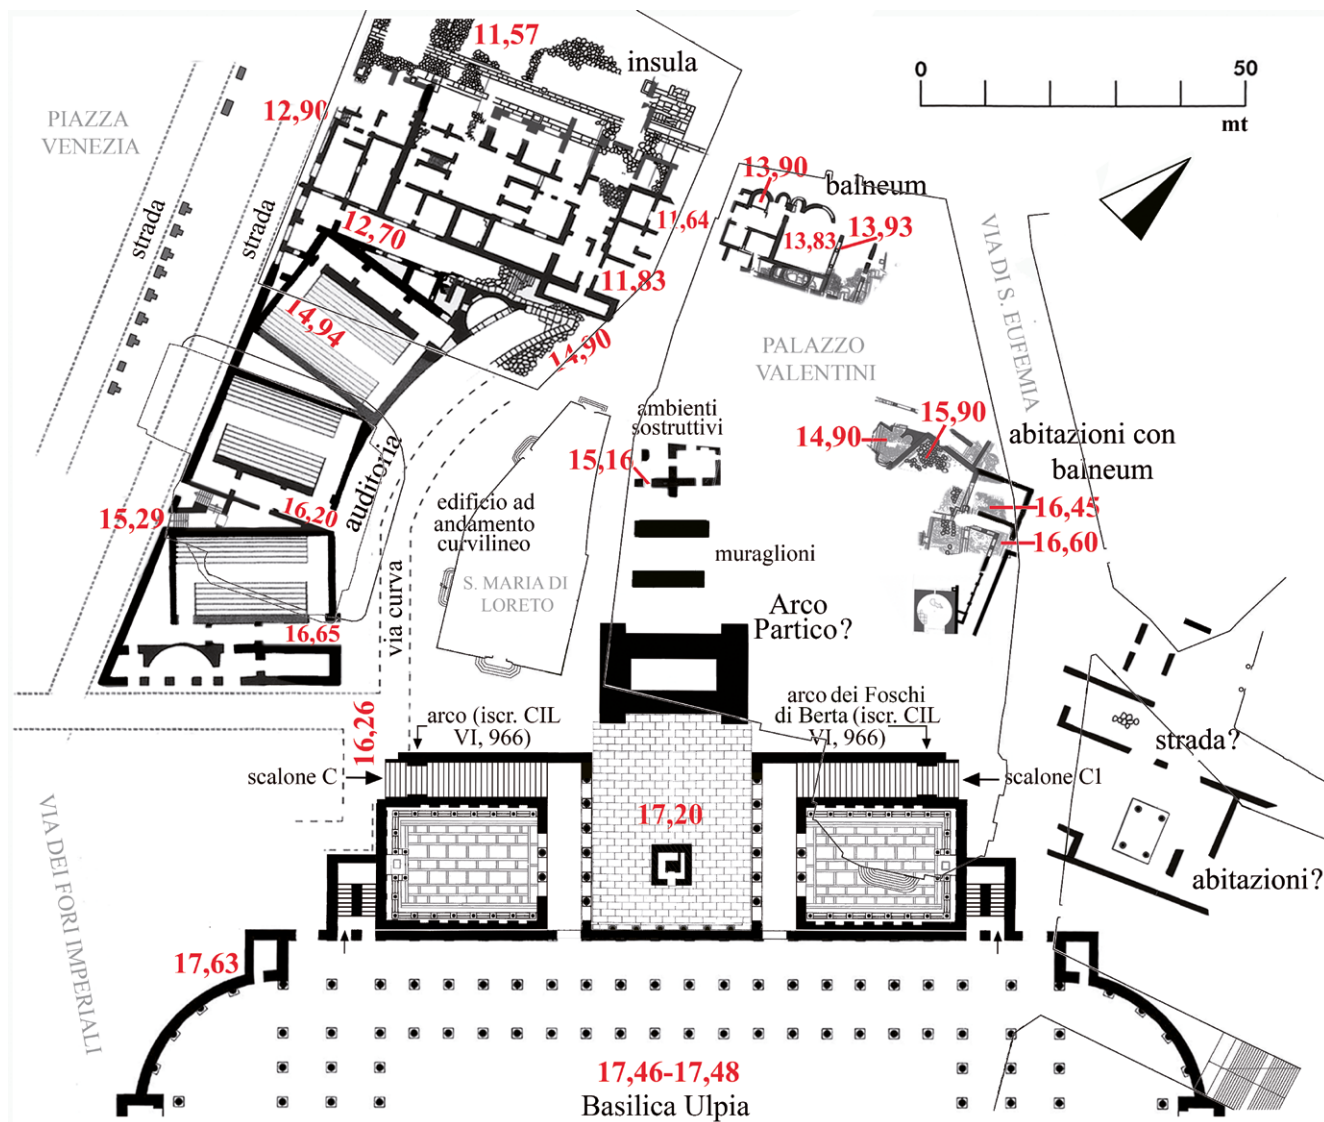 11,57
insula
0
50
mt
PIAZZA
VENEZIA
12,90
strada
strada
12,70
11,64
11,83
13,90
balneum
13,83
13,93
VIA DI S. EUFEMIA
14,94
14,90
PALAZZO
VALENTINI
ambienti
sostruttivi
15,16
14,90
15,90
abitazioni con
balneum
16,45
16,60
auditoria
15,29
16,20
edificio ad
andamento
curvilineo
S. MARIA DI
LORETO
muraglioni
via curva
16,65
Arco
Partico?
16,26
arco (iscr. CIL
VI, 966)
arco dei Foschi
di Berta (iscr. CIL
VI, 966)
strada?
scalone C
scalone C1
17,20
VIA DEI FORI IMPERIALI
abitazioni?
17,63
17,46-17,48
Basilica Ulpia